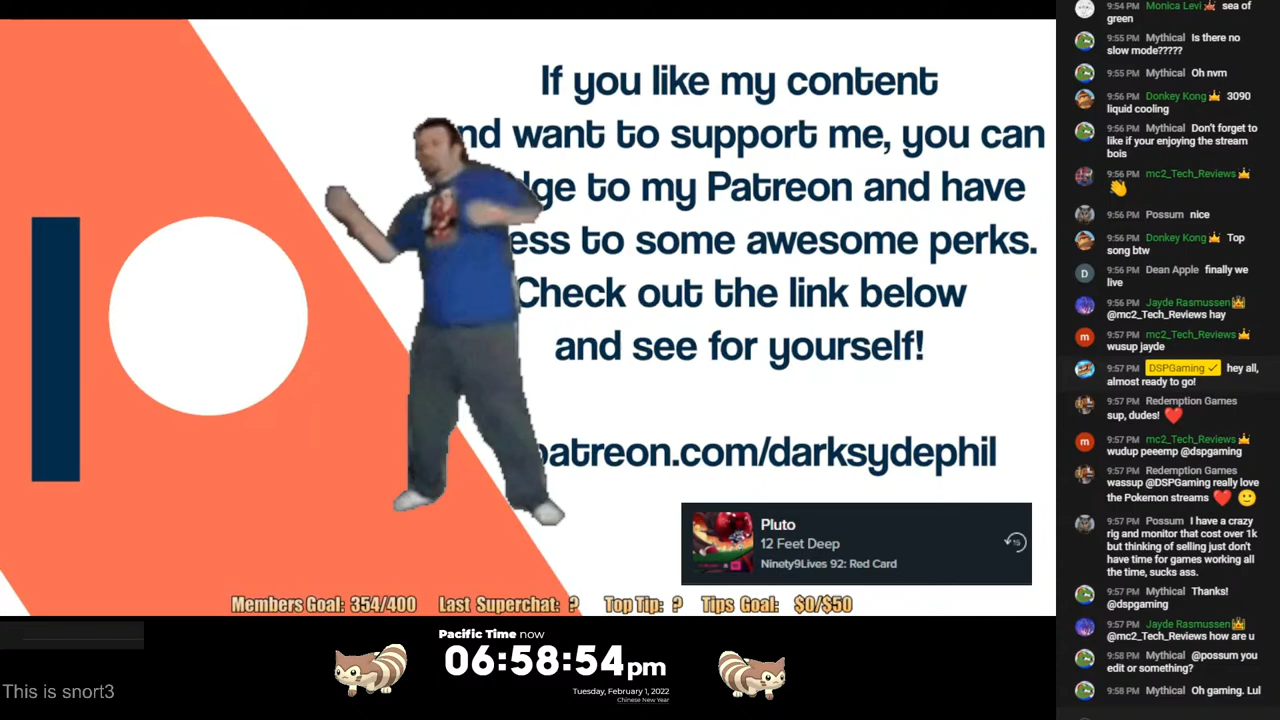 If you like my content
nd want to support me, you can
dge to my Patreon and have
ess to some awesome perks.
Check out the link below
and see for yourself!
patreon.com/darksydephil
Pluto
12 Feet Deep
Ninety9Lives 92: Red Card
15
Members Goal: 354/400 Last Superchat: ? Top Tip: ? Tips Goal: $0/$50
Pacific Time now
06:58:54pm
Tuesday, February 1, 2022
Chinese New Year
This is snort3
9:54 PM Monica Levi sea of
green
9:55 PM Mythical Is there no
slow mode?????
9:55 PM Mythical Oh nvm
9:56 PM Donkey Kong 3090
liquid cooling
9:56 PM Mythical Don't forget to
like if your enjoying the stream
bois
9:56 PM mc2_Tech_Reviews
👋
9:56 PM Possum nice
9:56 PM Donkey Kong Top
song btw
D
9:56 PM Dean Apple finally we
live
9:56 PM Jayde Rasmussen
@mc2_Tech_Reviews hay
m
9:57 PM mc2_Tech_Reviews
wusup jayde
9:57 PM DSPGaming ✓ hey all,
almost ready to go!
9:57 PM Redemption Games
sup, dudes! ❤️
m
9:57 PM mc2_Tech_Reviews
wudup peeemp @dspgaming
9:57 PM Redemption Games
wassup @DSPGaming really love
the Pokemon streams ❤️ 🙂
9:57 PM Possum I have a crazy
rig and monitor that cost over 1k
but thinking of selling just don't
have time for games working all
the time, sucks ass.
9:57 PM Mythical Thanks!
@dspgaming
9:57 PM Jayde Rasmussen
@mc2_Tech_Reviews how are u
9:58 PM Mythical @possum you
edit or something?
9:58 PM Mythical Oh gaming. Lul